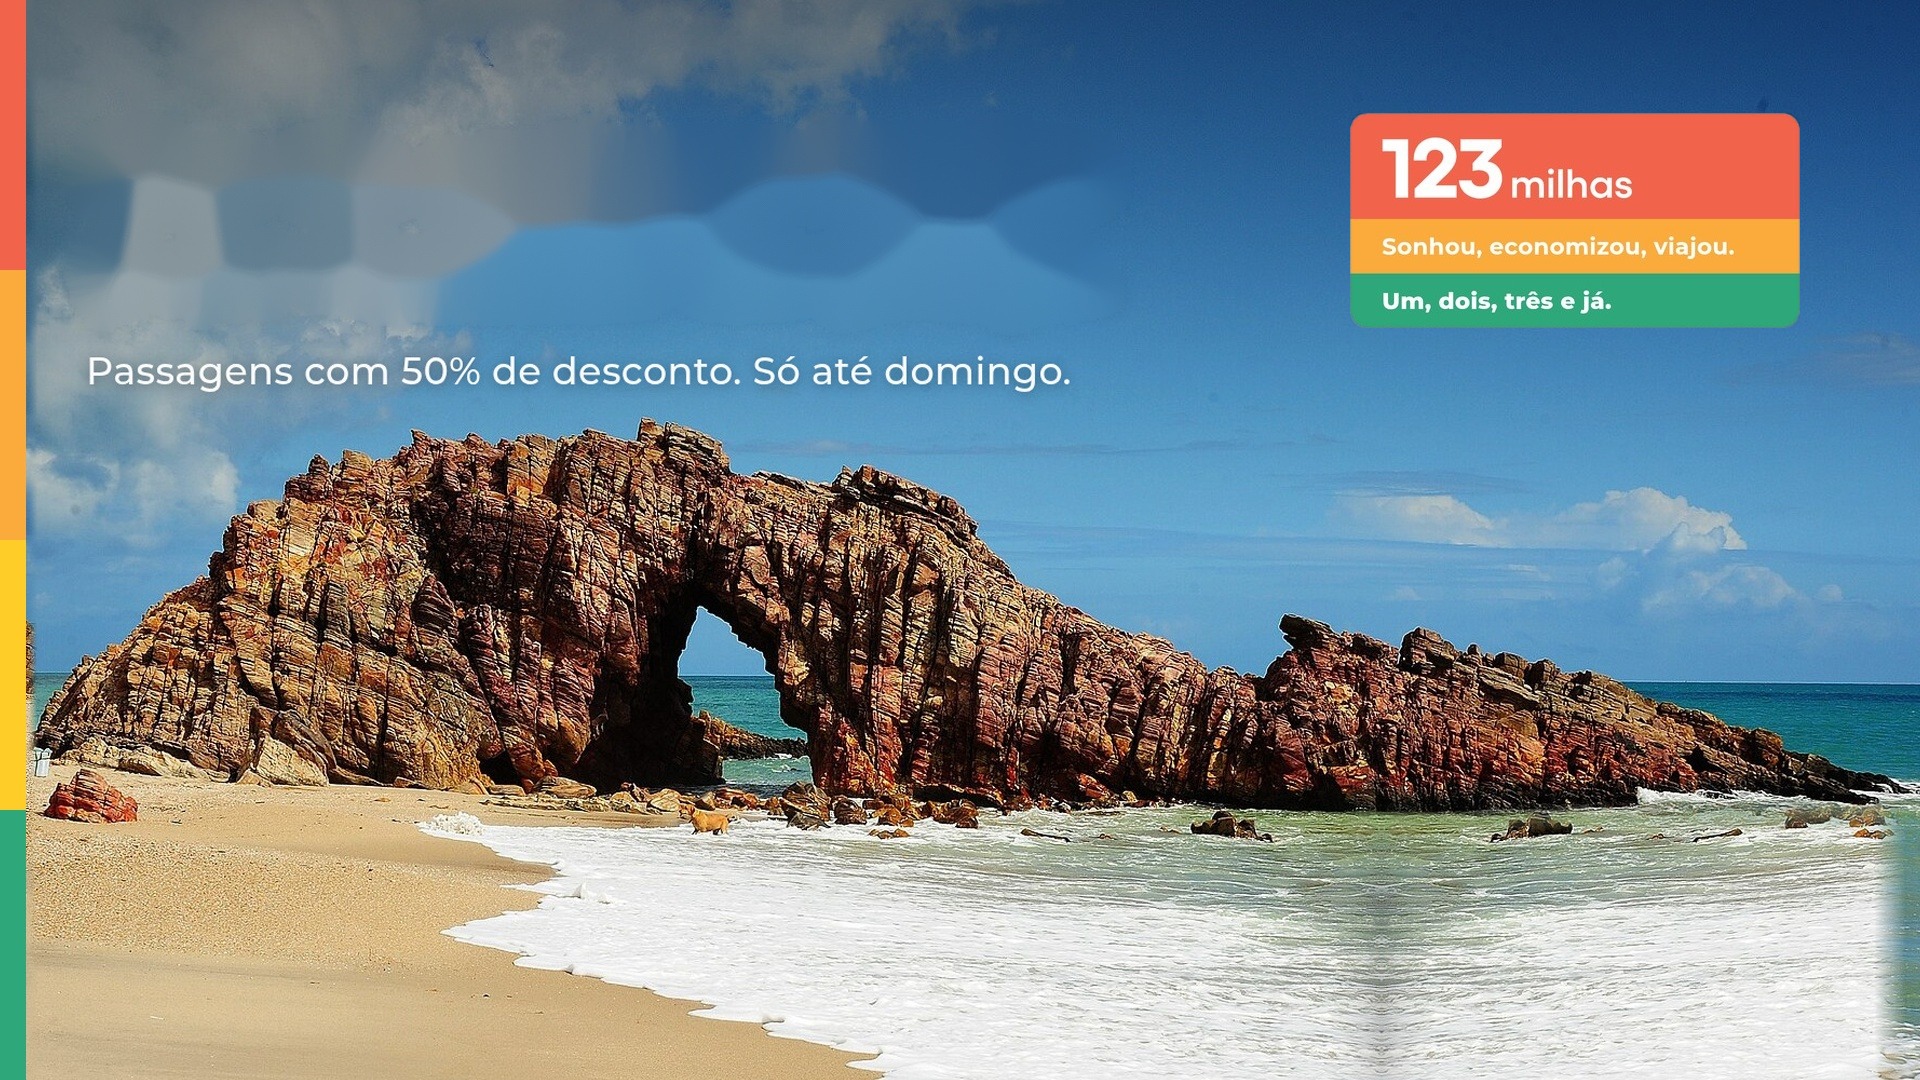 123 milhas
Sonhou, economizou, viajou.
Um, dois, três e já.
Passagens com 50% de desconto. Só até domingo.